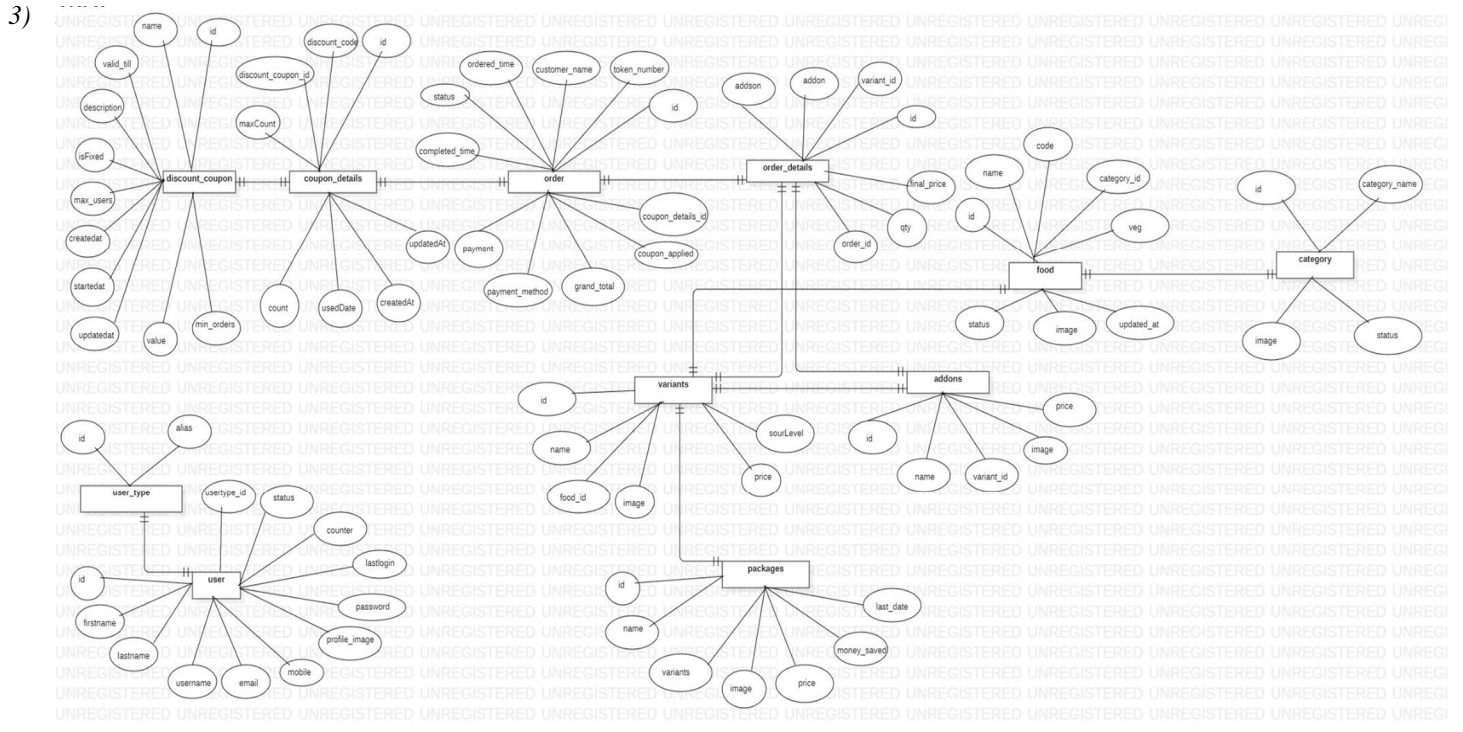 3)
name
id
valid_till
description
isFixed
max_users
createdat
startedat
updatedat
value
min_orders
discount_coupon
discount_code
id
discount_coupon_id
maxCount
coupon_details
count
usedDate
createdAt
updatedAt
ordered_time
customer_name
token_number
status
id
completed_time
order
payment
payment_method
grand_total
coupon_applied
coupon_details_id
addson
addon
variant_id
id
order_details
final_price
qty
order_id
code
name
category_id
id
veg
food
status
image
updated_at
id
category_name
category
image
status
variants
id
name
food_id
image
price
sourLevel
addons
id
name
variant_id
image
price
id
alias
user_type
usertype_id
status
counter
lastlogin
user
id
firstname
lastname
username
email
mobile
profile_image
password
packages
id
name
variants
image
price
money_saved
last_date
UNREGISTERED UNREGISTERED UNREGISTERED UNREGISTERED